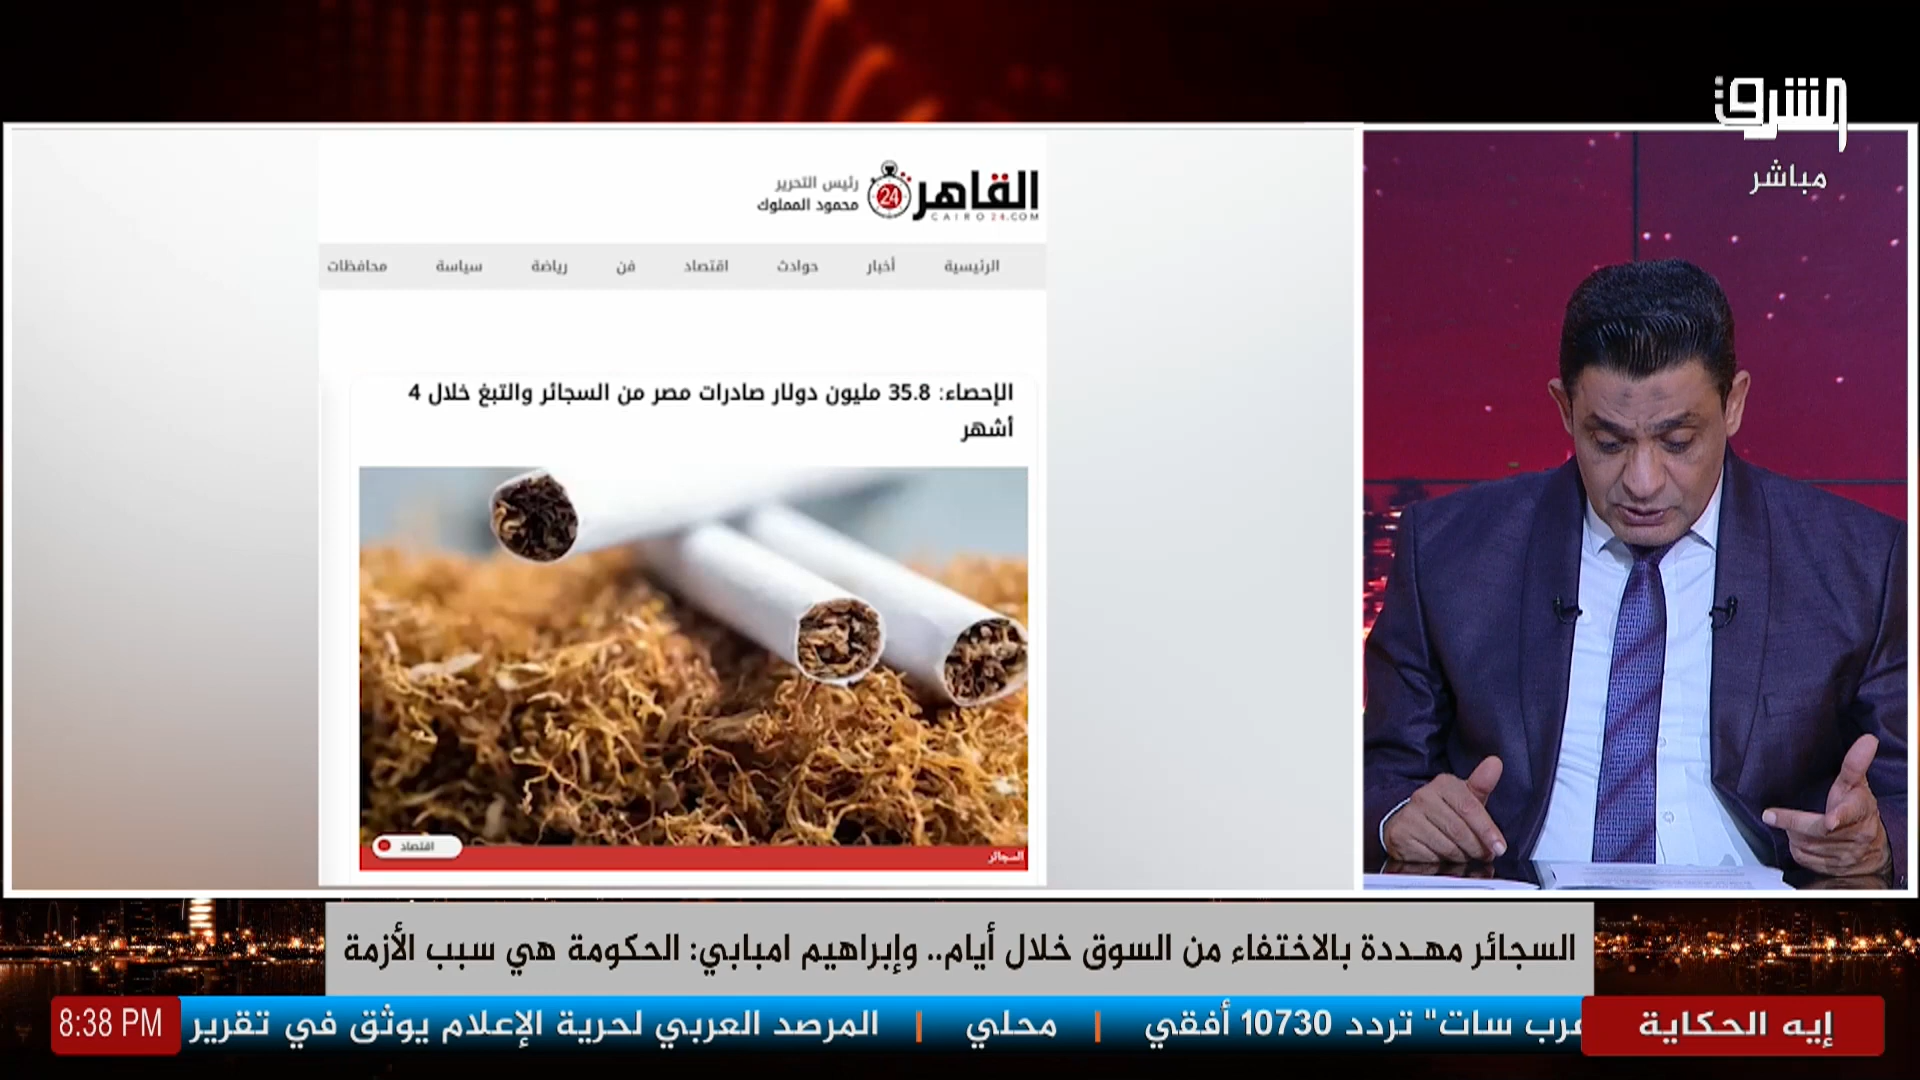 الشرق
مباشر
القاهرة 24
CAIRO24.COM
رئيس التحرير
محمود المملوك
الرئيسية أخبار حوادث اقتصاد فن رياضة سياسة محافظات
الإحصاء: 35.8 مليون دولار صادرات مصر من السجائر والتبغ خلال 4
أشهر
اقتصاد
السجائر
السجائر مهددة بالاختفاء من السوق خلال أيام.. وإبراهيم امبابي: الحكومة هي سبب الأزمة
إيه الحكاية
عرب سات" تردد 10730 أفقي | محلي | المرصد العربي لحرية الإعلام يوثق في تقرير
8:38 PM